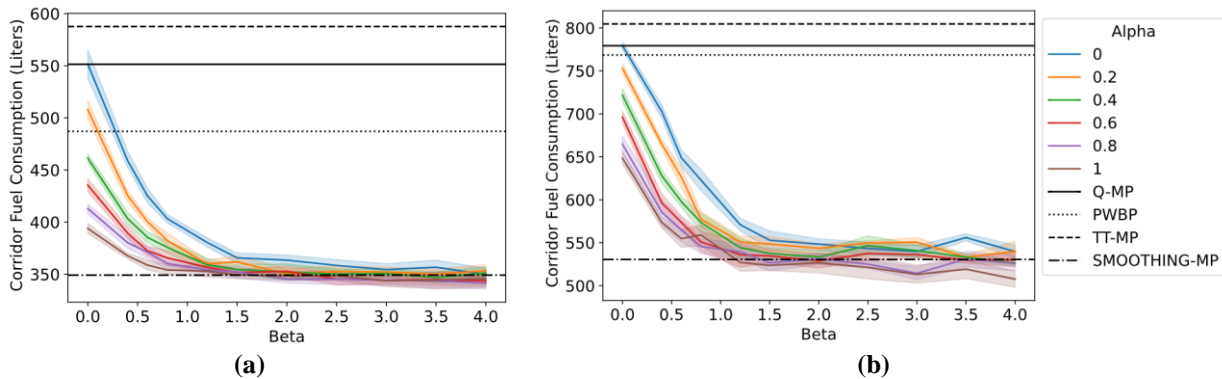 600
550
500
450
400
350
Corridor Fuel Consumption (Liters)
0.0 0.5 1.0 1.5 2.0 2.5 3.0 3.5 4.0
Beta
(a)
800
750
700
650
600
550
500
Corridor Fuel Consumption (Liters)
0.0 0.5 1.0 1.5 2.0 2.5 3.0 3.5 4.0
Beta
(b)
Alpha
0
0.2
0.4
0.6
0.8
1
Q-MP
PWBP
TT-MP
SMOOTHING-MP